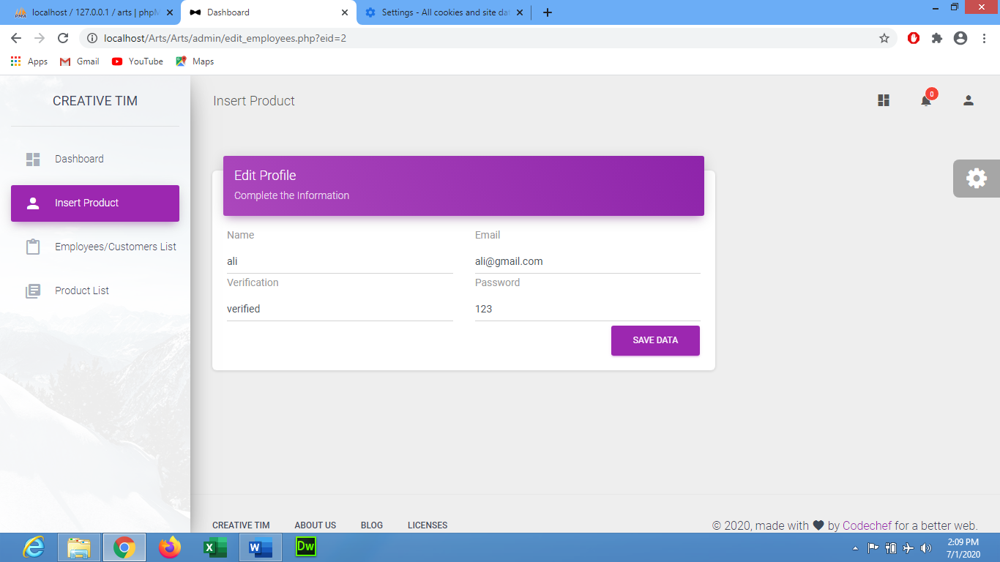 localhost / 127.0.0.1 / arts | phpM
Dashboard
Settings - All cookies and site da
localhost/Arts/Arts/admin/edit_employees.php?eid=2
Apps
Gmail
YouTube
Maps
CREATIVE TIM
Insert Product
0
Dashboard
Insert Product
Employees/Customers List
Product List
Edit Profile
Complete the Information
Name
Email
ali
ali@gmail.com
Verification
Password
verified
123
SAVE DATA
CREATIVE TIM
ABOUT US
BLOG
LICENSES
© 2020, made with by Codechef for a better web.
Dw
2:09 PM
7/1/2020